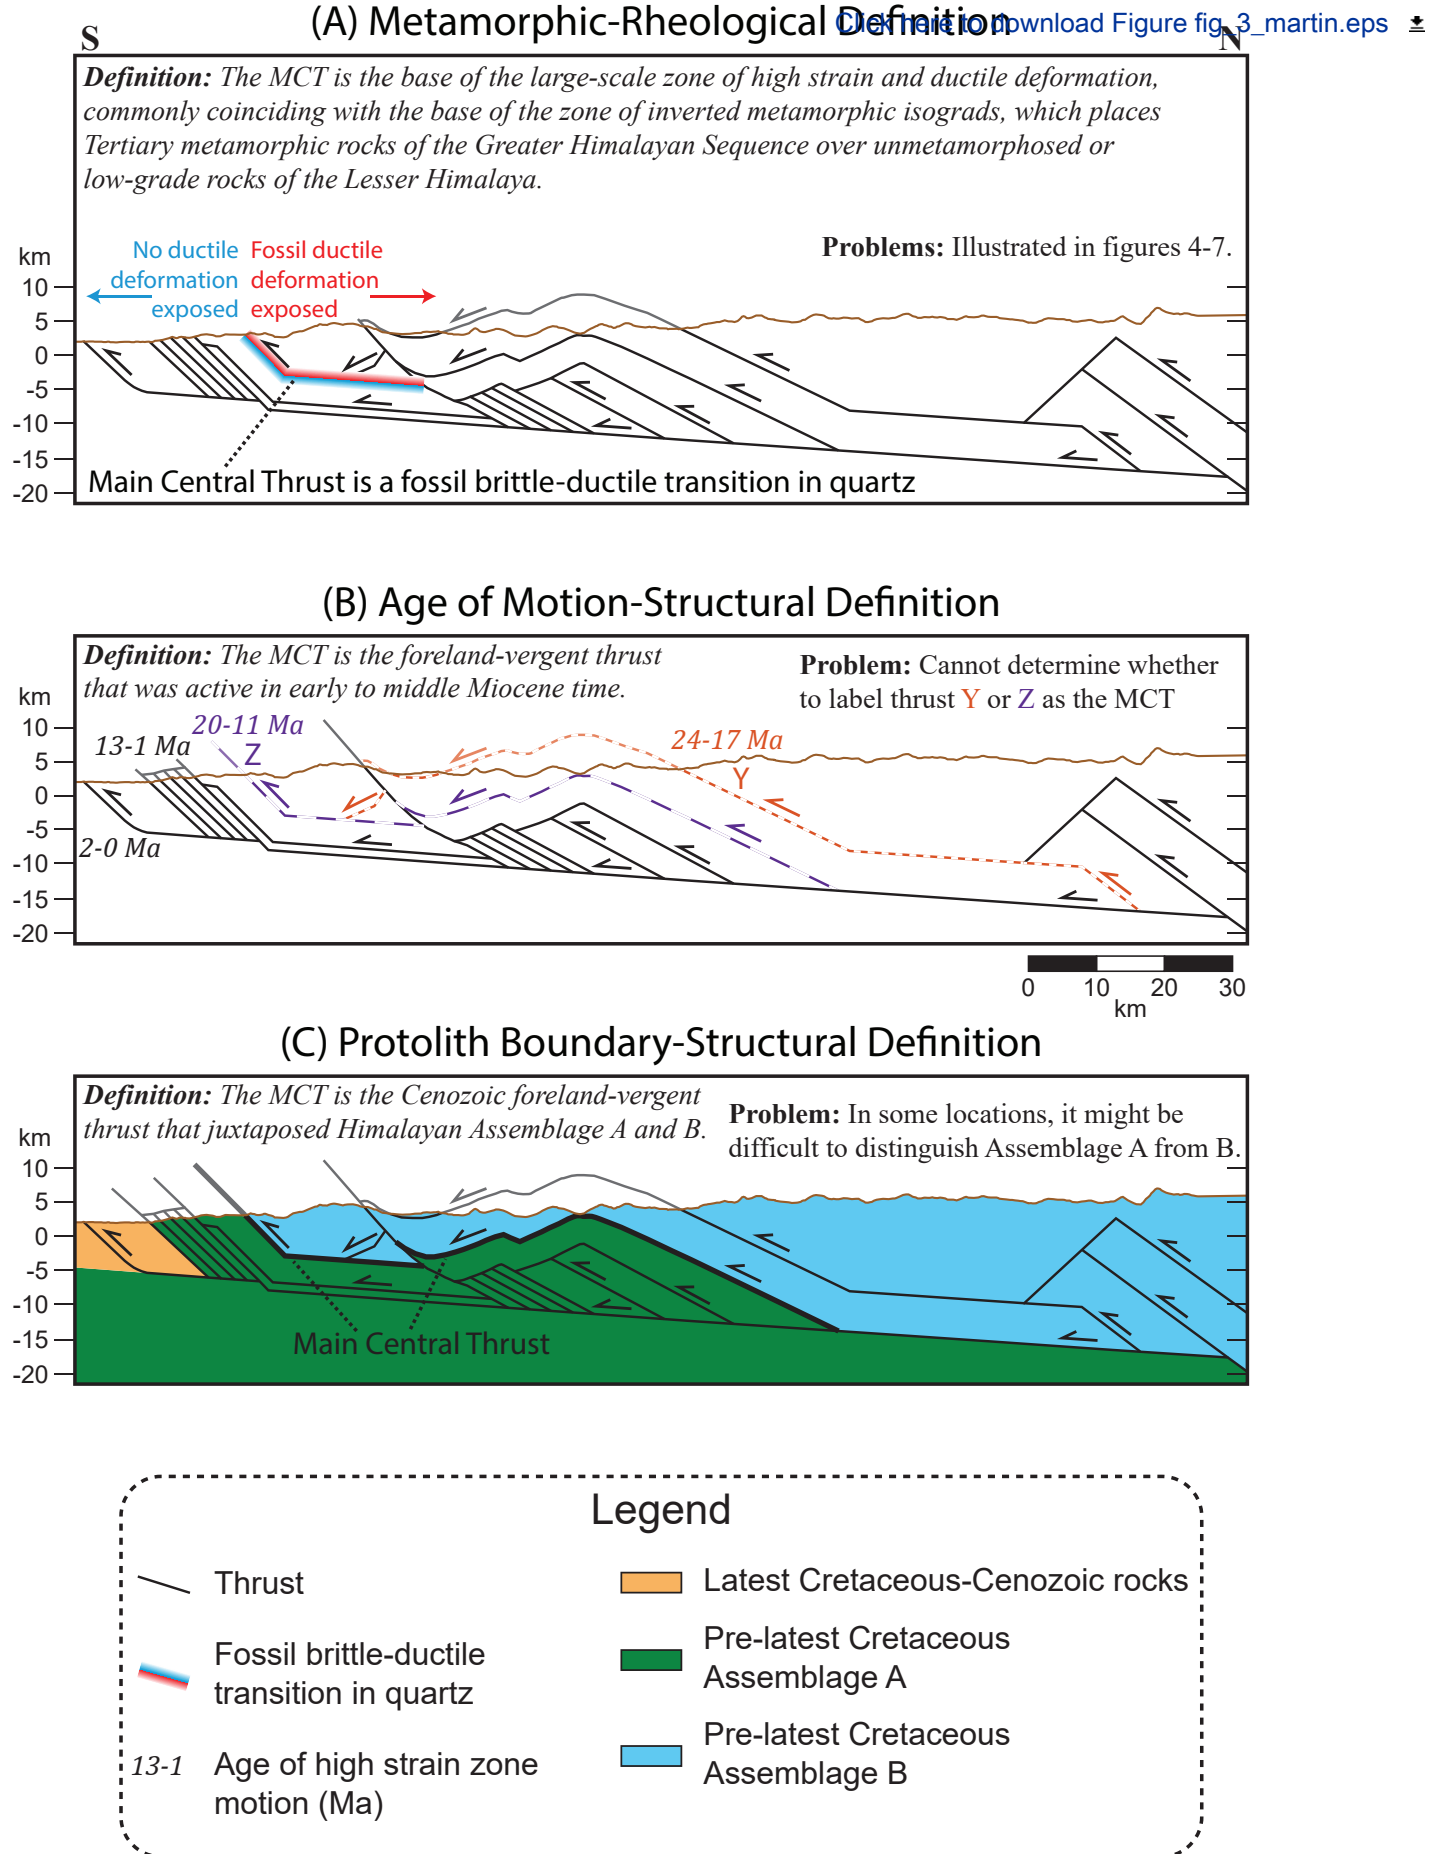 (A) Metamorphic-Rheological Definition
Click here to download Figure fig_3_martin.eps
S
N
Definition: The MCT is the base of the large-scale zone of high strain and ductile deformation,
commonly coinciding with the base of the zone of inverted metamorphic isograds, which places
Tertiary metamorphic rocks of the Greater Himalayan Sequence over unmetamorphosed or
low-grade rocks of the Lesser Himalaya.
Problems: Illustrated in figures 4-7.
No ductile
deformation
exposed
Fossil ductile
deformation
exposed
km
10
5
0
-5
-10
-15
-20
Main Central Thrust is a fossil brittle-ductile transition in quartz
(B) Age of Motion-Structural Definition
Definition: The MCT is the foreland-vergent thrust
that was active in early to middle Miocene time.
Problem: Cannot determine whether
to label thrust Y or Z as the MCT
km
10
5
0
-5
-10
-15
-20
20-11 Ma
Z
13-1 Ma
24-17 Ma
Y
2-0 Ma
0 10 20 30
km
(C) Protolith Boundary-Structural Definition
Definition: The MCT is the Cenozoic foreland-vergent
thrust that juxtaposed Himalayan Assemblage A and B.
Problem: In some locations, it might be
difficult to distinguish Assemblage A from B.
km
10
5
0
-5
-10
-15
-20
Main Central Thrust
Legend
Thrust
Fossil brittle-ductile
transition in quartz
13-1
Age of high strain zone
motion (Ma)
Latest Cretaceous-Cenozoic rocks
Pre-latest Cretaceous
Assemblage A
Pre-latest Cretaceous
Assemblage B